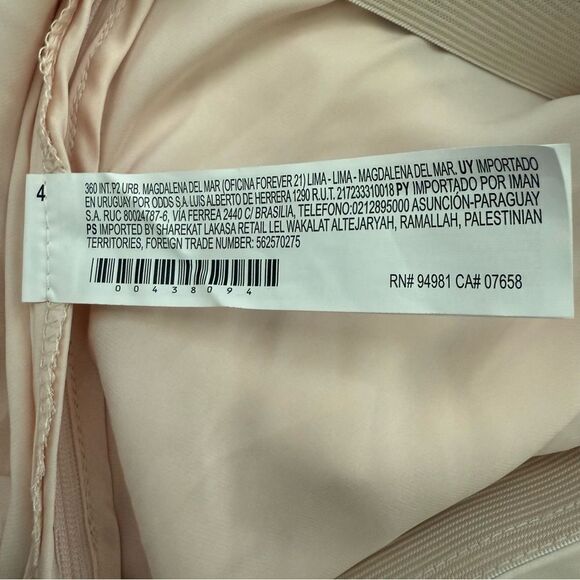 4
360 INT.P2 URB. MAGDALENA DEL MAR (OFICINA FOREVER 21) LIMA - LIMA - MAGDALENA DEL MAR. UY IMPORTADO
EN URUGUAY POR ODDS S.A. LUIS ALBERTO DE HERRERA 1290 R.U.T. 217233310018 PY IMPORTADO POR IMAN
S.A. RUC 80024787-6, VIA FERREA 2440 C/ BRASILIA, TELEFONO:0212895000 ASUNCIÓN-PARAGUAY
PS IMPORTED BY SHAREKAT LAKASA RETAIL LEL WAKALAT ALTEJARYAH, RAMALLAH, PALESTINIAN
TERRITORIES, FOREIGN TRADE NUMBER: 562570275
00438094
RN# 94981 CA# 07658